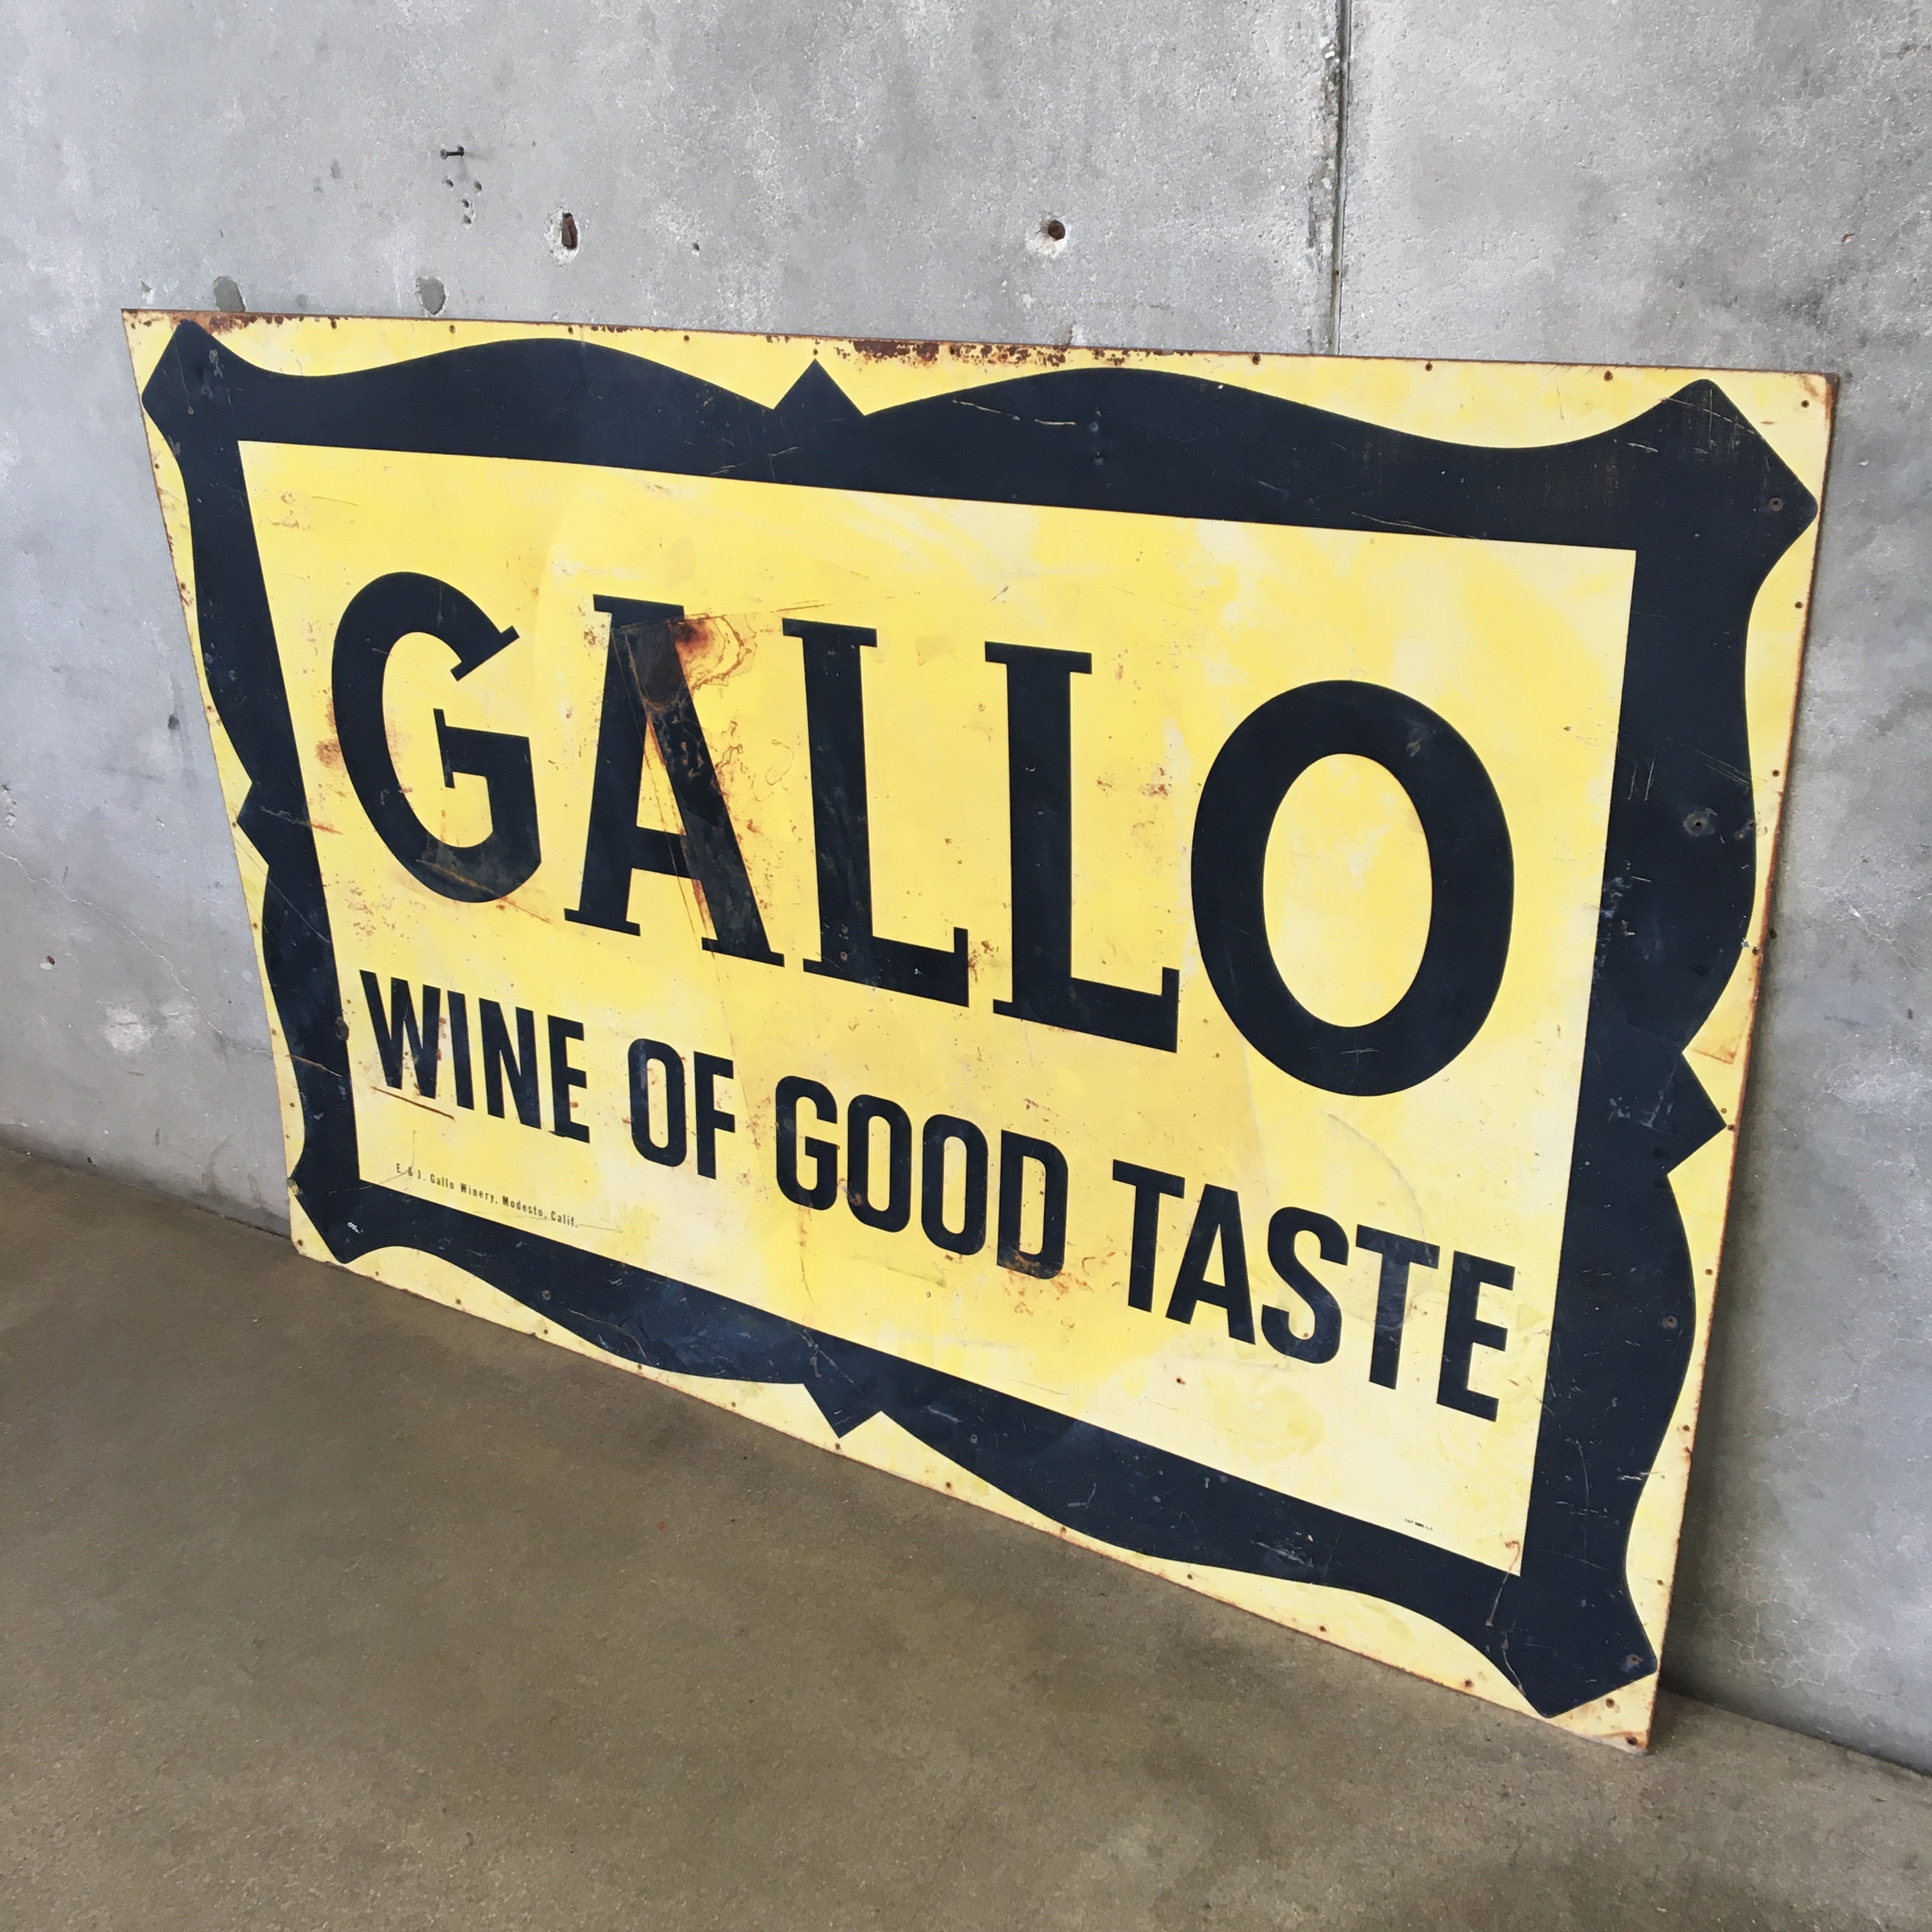 GALLO
WINE OF GOOD TASTE
E. & J. Gallo Winery, Modesto, Calif.